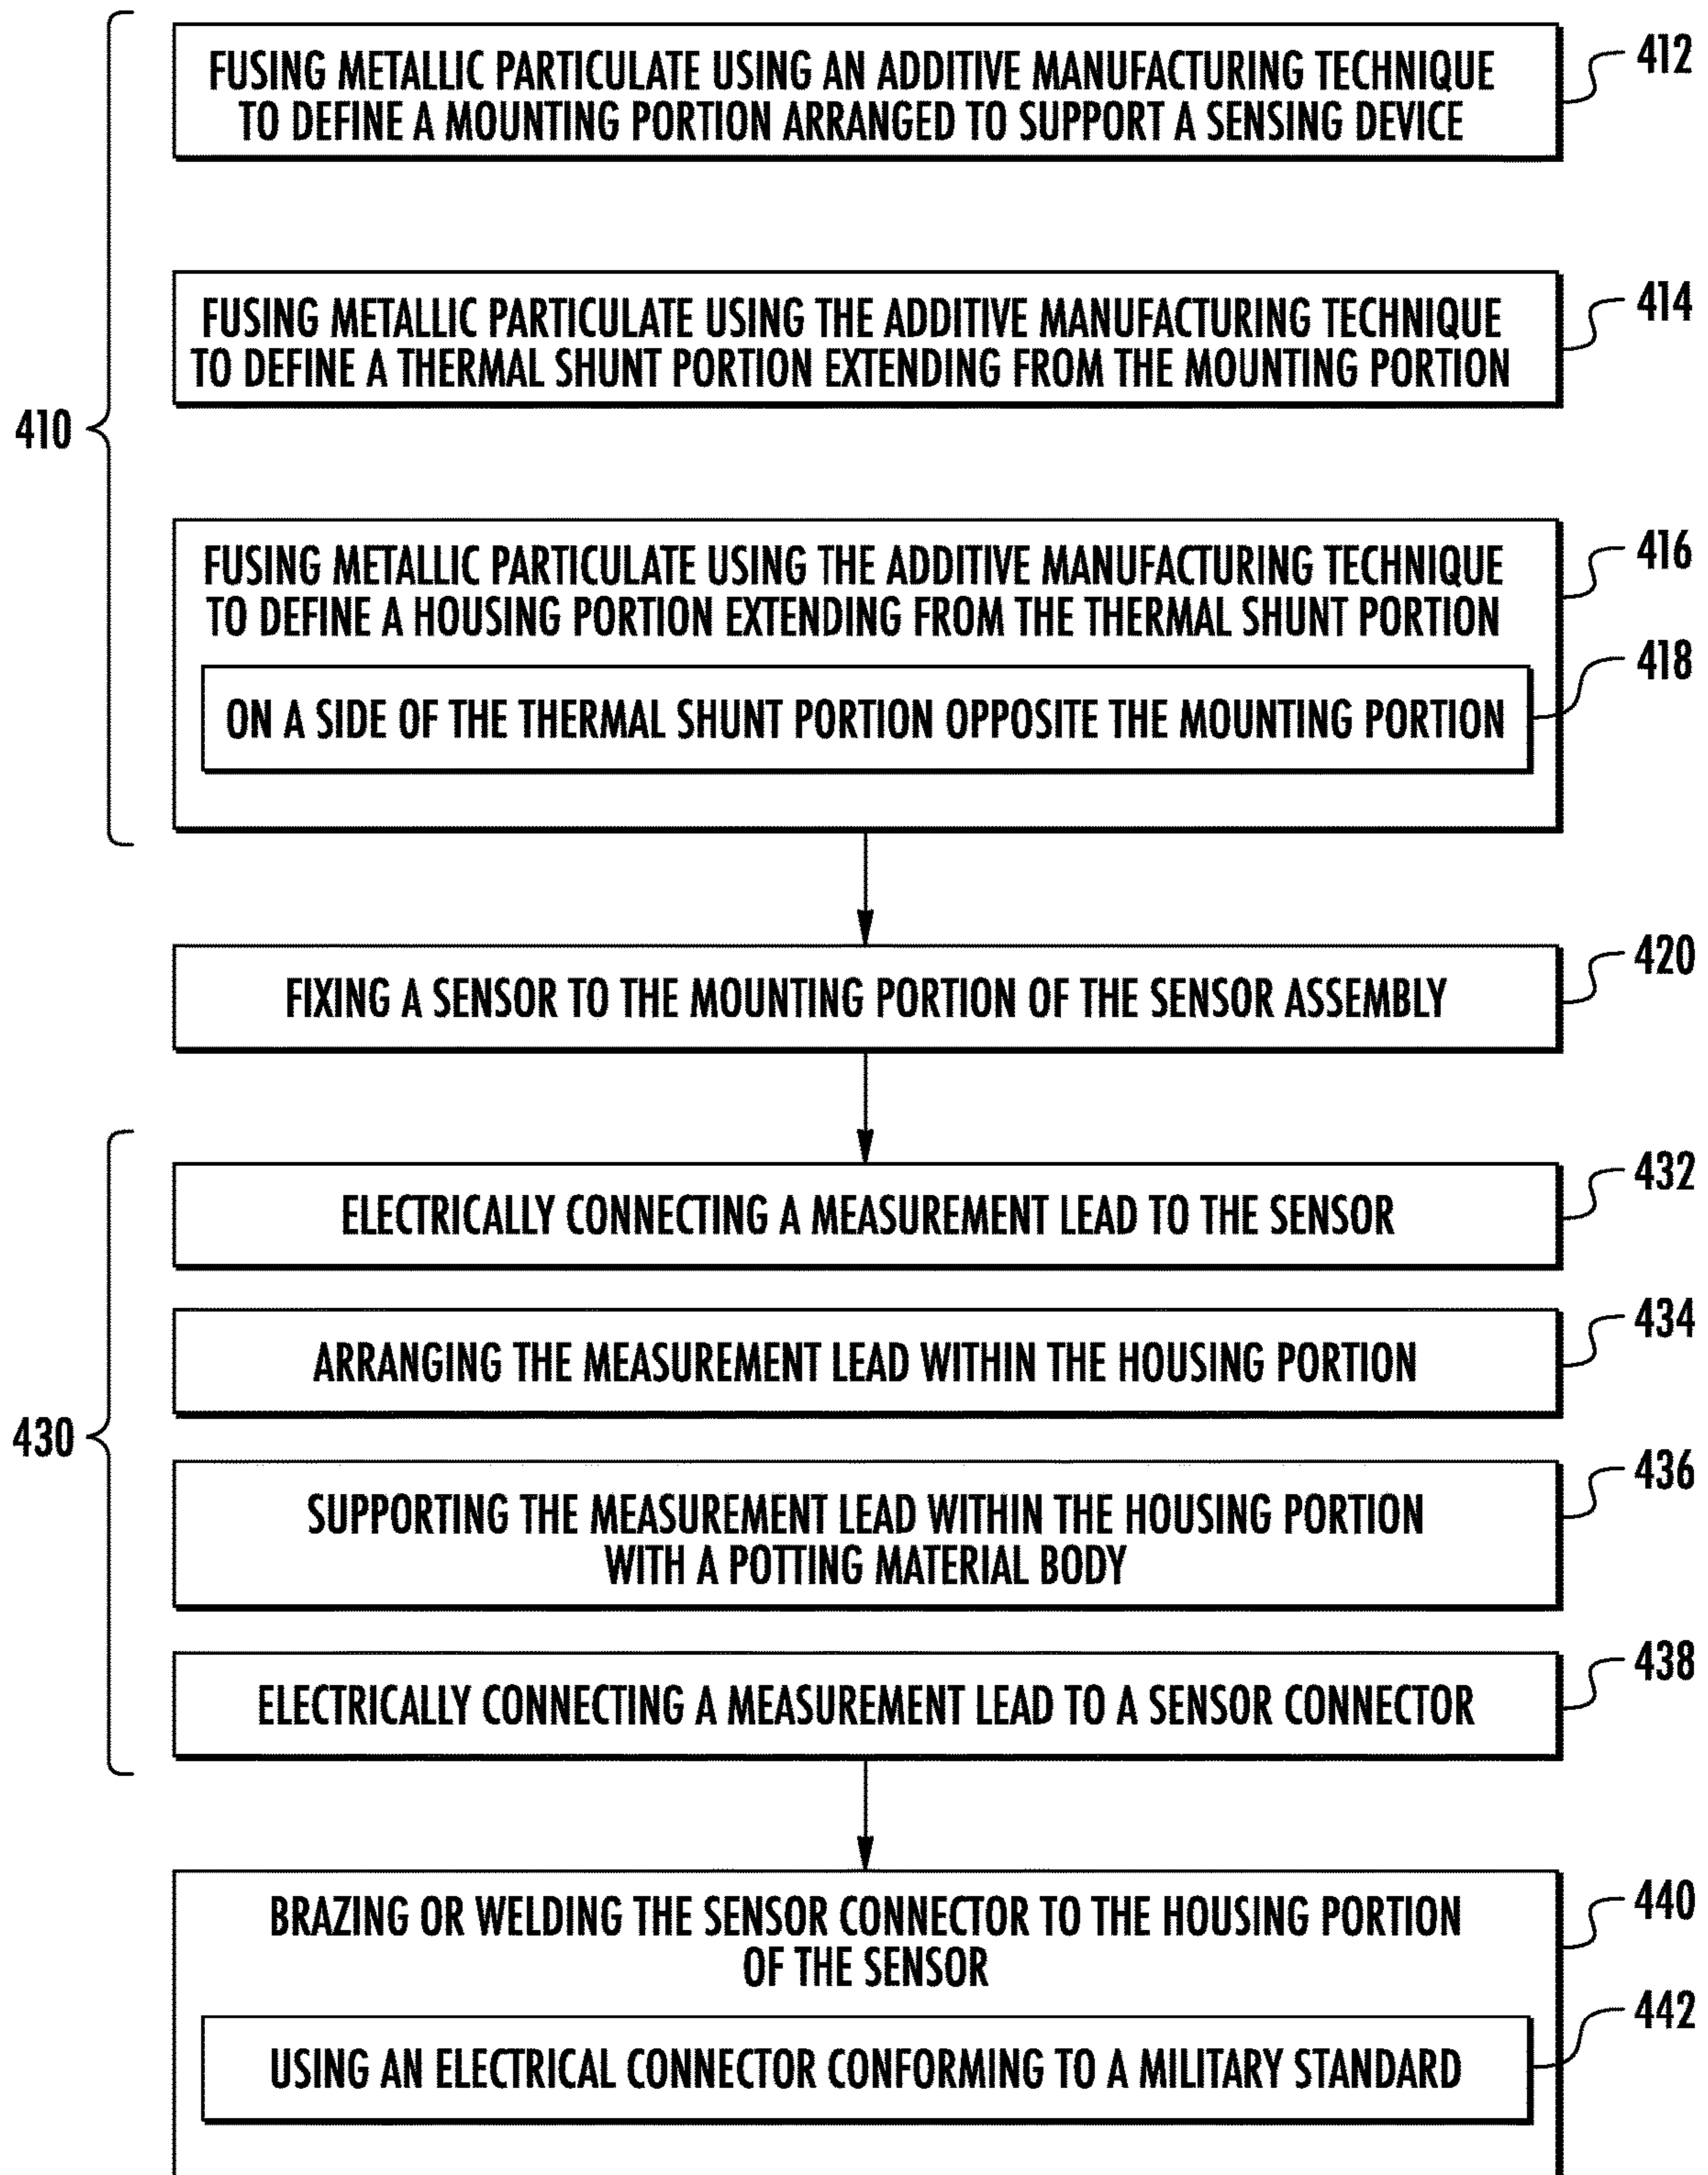 FUSING METALLIC PARTICULATE USING AN ADDITIVE MANUFACTURING TECHNIQUE
TO DEFINE A MOUNTING PORTION ARRANGED TO SUPPORT A SENSING DEVICE
412
FUSING METALLIC PARTICULATE USING THE ADDITIVE MANUFACTURING TECHNIQUE
TO DEFINE A THERMAL SHUNT PORTION EXTENDING FROM THE MOUNTING PORTION
414
410
FUSING METALLIC PARTICULATE USING THE ADDITIVE MANUFACTURING TECHNIQUE
TO DEFINE A HOUSING PORTION EXTENDING FROM THE THERMAL SHUNT PORTION
416
ON A SIDE OF THE THERMAL SHUNT PORTION OPPOSITE THE MOUNTING PORTION
418
FIXING A SENSOR TO THE MOUNTING PORTION OF THE SENSOR ASSEMBLY
420
ELECTRICALLY CONNECTING A MEASUREMENT LEAD TO THE SENSOR
432
ARRANGING THE MEASUREMENT LEAD WITHIN THE HOUSING PORTION
434
430
SUPPORTING THE MEASUREMENT LEAD WITHIN THE HOUSING PORTION
WITH A POTTING MATERIAL BODY
436
ELECTRICALLY CONNECTING A MEASUREMENT LEAD TO A SENSOR CONNECTOR
438
BRAZING OR WELDING THE SENSOR CONNECTOR TO THE HOUSING PORTION
OF THE SENSOR
440
USING AN ELECTRICAL CONNECTOR CONFORMING TO A MILITARY STANDARD
442